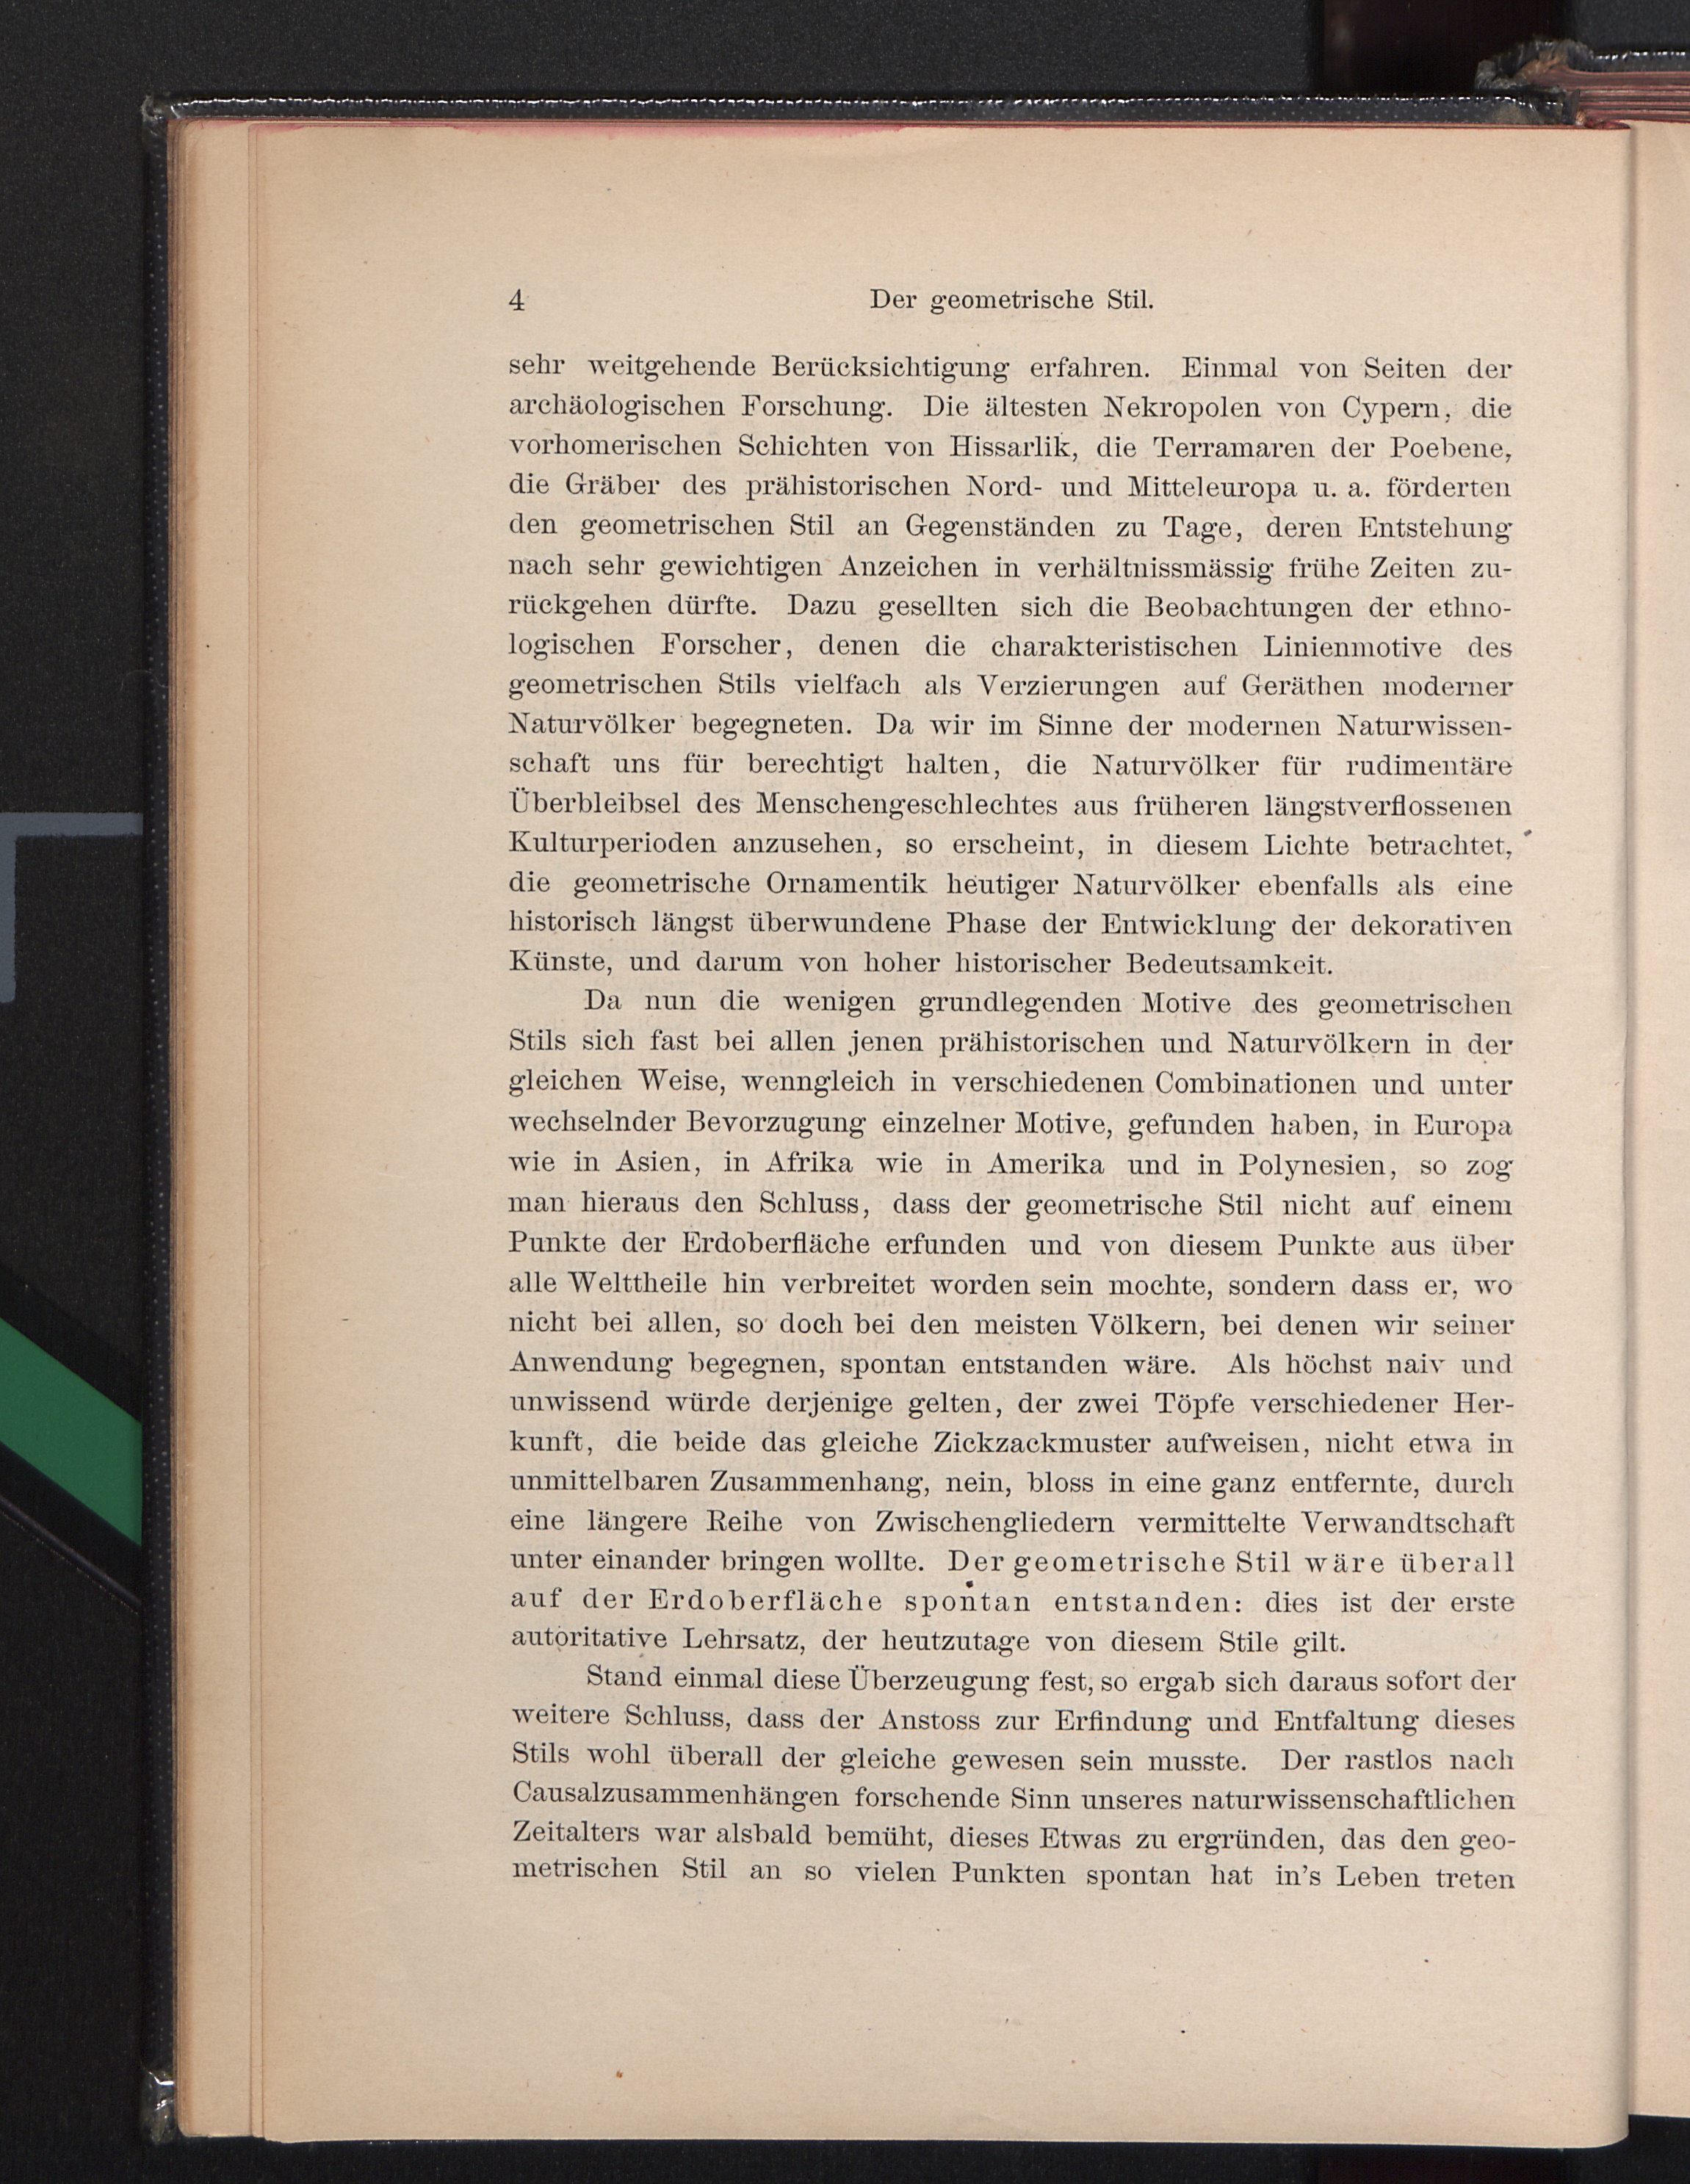 4 Der geometrische Stil.
sehr weitgehende Berücksichtigung erfahren. Einmal von Seiten der
archäologischen Forschung. Die ältesten Nekropolen von Cypern, die
vorhomerischen Schichten von Hissarlik, die Terramaren der Poebene,
die Gräber des prähistorischen Nord- und Mitteleuropa u. a. förderten
den geometrischen Stil an Gegenständen zu Tage, deren Entstehung
nach sehr gewichtigen Anzeichen in verhältnissmässig frühe Zeiten zu-
rückgehen dürfte. Dazu gesellten sich die Beobachtungen der ethno-
logischen Forscher, denen die charakteristischen Linienmotive des
geometrischen Stils vielfach als Verzierungen auf Geräthen moderner
Naturvölker begegneten. Da wir im Sinne der modernen Naturwissen-
schaft uns für berechtigt halten, die Naturvölker für rudimentäre
Überbleibsel des Menschengeschlechtes aus früheren längstverflossenen
Kulturperioden anzusehen, so erscheint, in diesem Lichte betrachtet,
die geometrische Ornamentik heutiger Naturvölker ebenfalls als eine
historisch längst überwundene Phase der Entwicklung der dekorativen
Künste, und darum von hoher historischer Bedeutsamkeit.
Da nun die wenigen grundlegenden Motive des geometrischen
Stils sich fast bei allen jenen prähistorischen und Naturvölkern in der
gleichen Weise, wenngleich in verschiedenen Combinationen und unter
wechselnder Bevorzugung einzelner Motive, gefunden haben, in Europa
wie in Asien, in Afrika wie in Amerika und in Polynesien, so zog
man hieraus den Schluss, dass der geometrische Stil nicht auf einem
Punkte der Erdoberfläche erfunden und von diesem Punkte aus über
alle Welttheile hin verbreitet worden sein mochte, sondern dass er, wo
nicht bei allen, so doch bei den meisten Völkern, bei denen wir seiner
Anwendung begegnen, spontan entstanden wäre. Als höchst naiv und
unwissend würde derjenige gelten, der zwei Töpfe verschiedener Her-
kunft, die beide das gleiche Zickzackmuster aufweisen, nicht etwa in
unmittelbaren Zusammenhang, nein, bloss in eine ganz entfernte, durch
eine längere Reihe von Zwischengliedern vermittelte Verwandtschaft
unter einander bringen wollte. Der geometrische Stil wäre überall
auf der Erdoberfläche spontan entstanden: dies ist der erste
autoritative Lehrsatz, der heutzutage von diesem Stile gilt.
Stand einmal diese Überzeugung fest, so ergab sich daraus sofort der
weitere Schluss, dass der Anstoss zur Erfindung und Entfaltung dieses
Stils wohl überall der gleiche gewesen sein musste. Der rastlos nach
Causalzusammenhängen forschende Sinn unseres naturwissenschaftlichen
Zeitalters war alsbald bemüht, dieses Etwas zu ergründen, das den geo-
metrischen Stil an so vielen Punkten spontan hat in's Leben treten